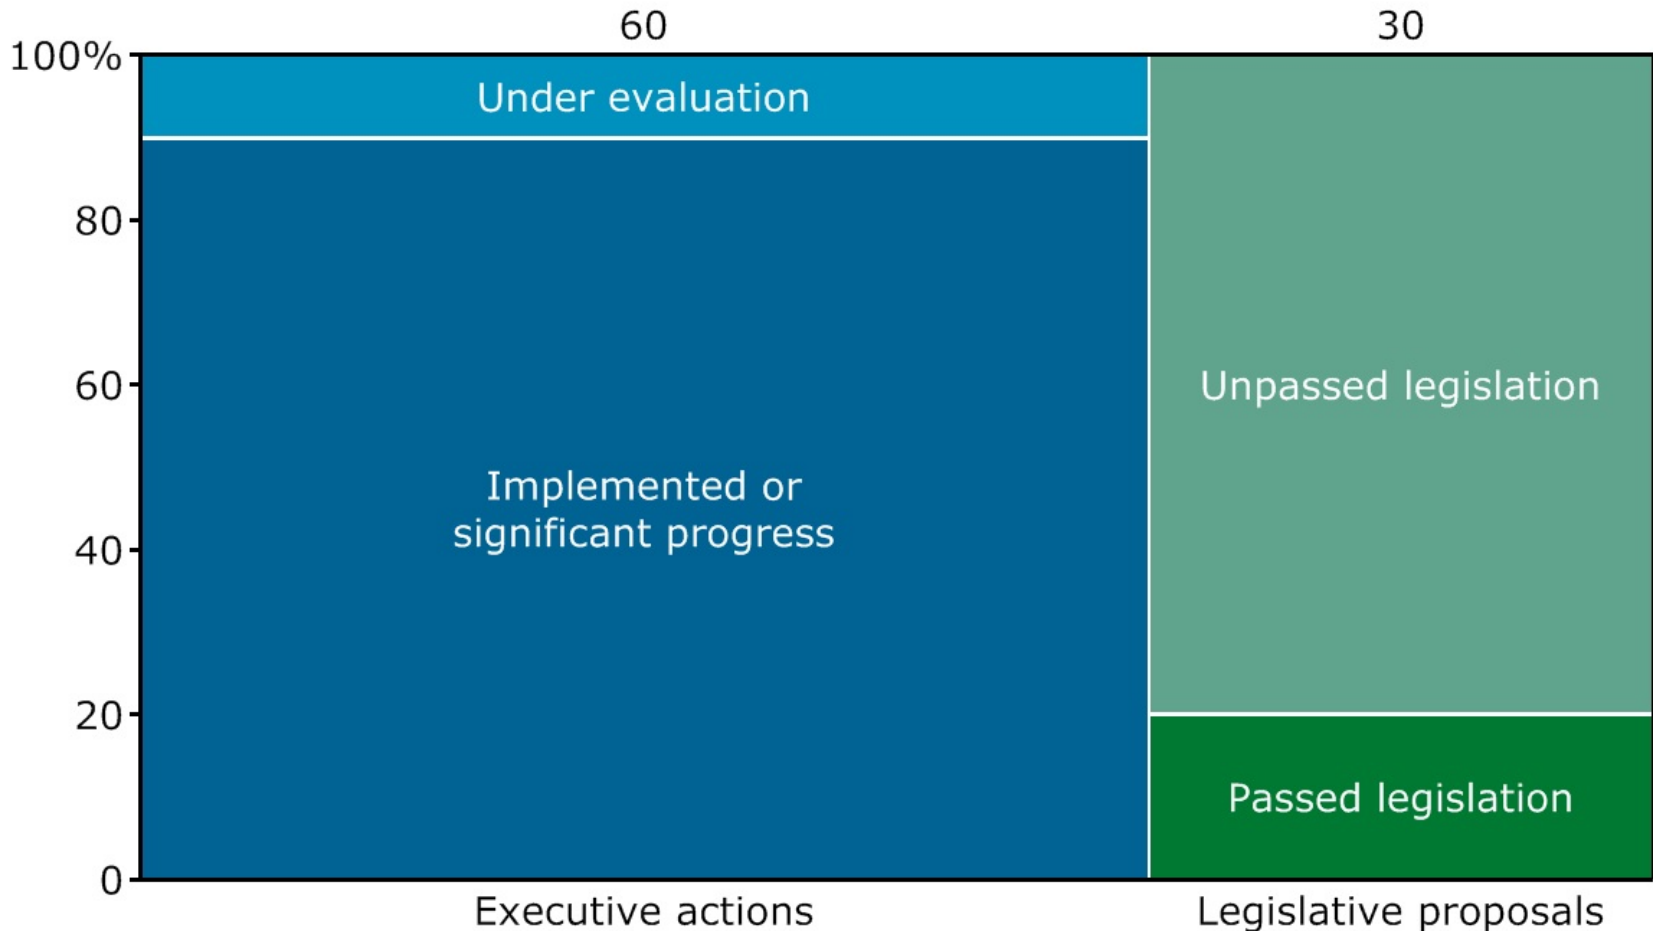 60
30
100%
Under evaluation
80
60
Unpassed legislation
Implemented or
significant progress
40
20
Passed legislation
0
Executive actions
Legislative proposals